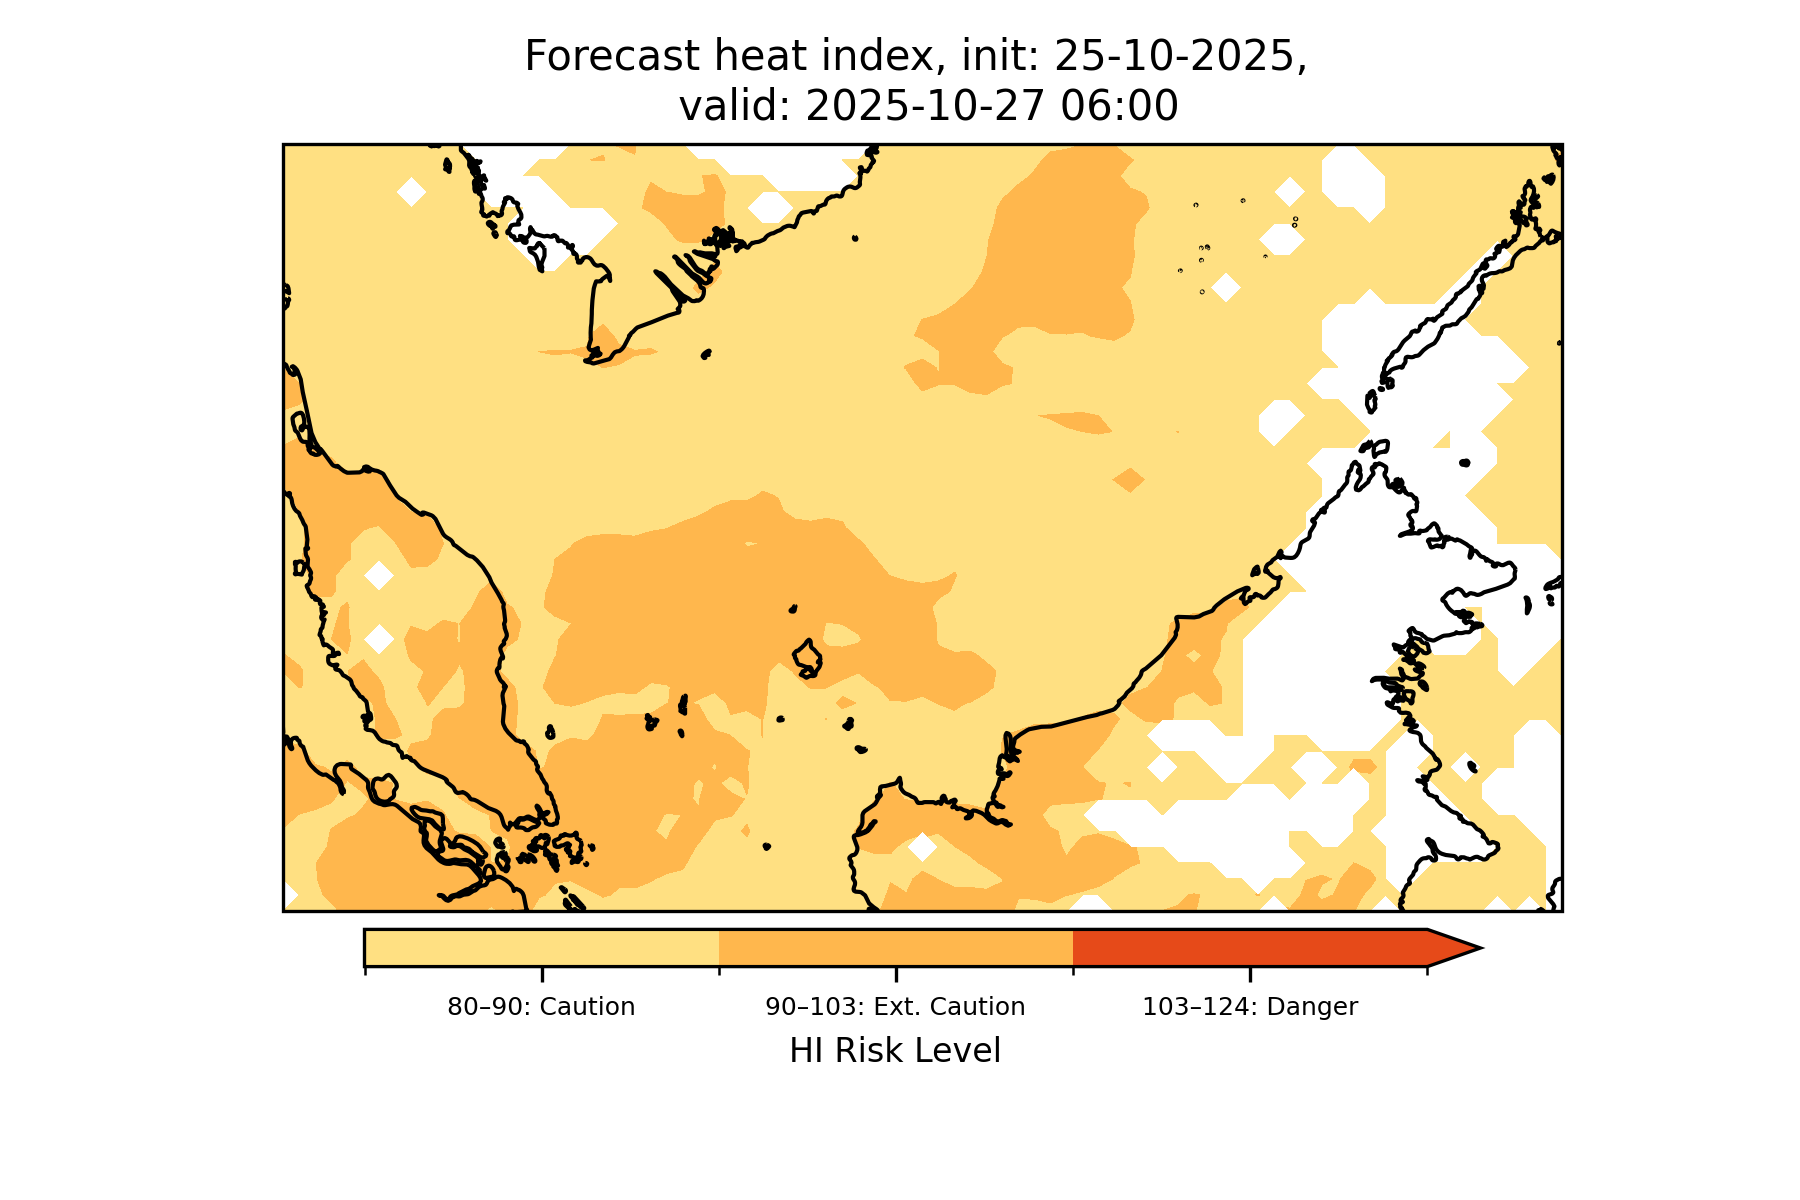 Forecast heat index, init: 25-10-2025,
valid: 2025-10-27 06:00
80–90: Caution
90–103: Ext. Caution
103–124: Danger
HI Risk Level